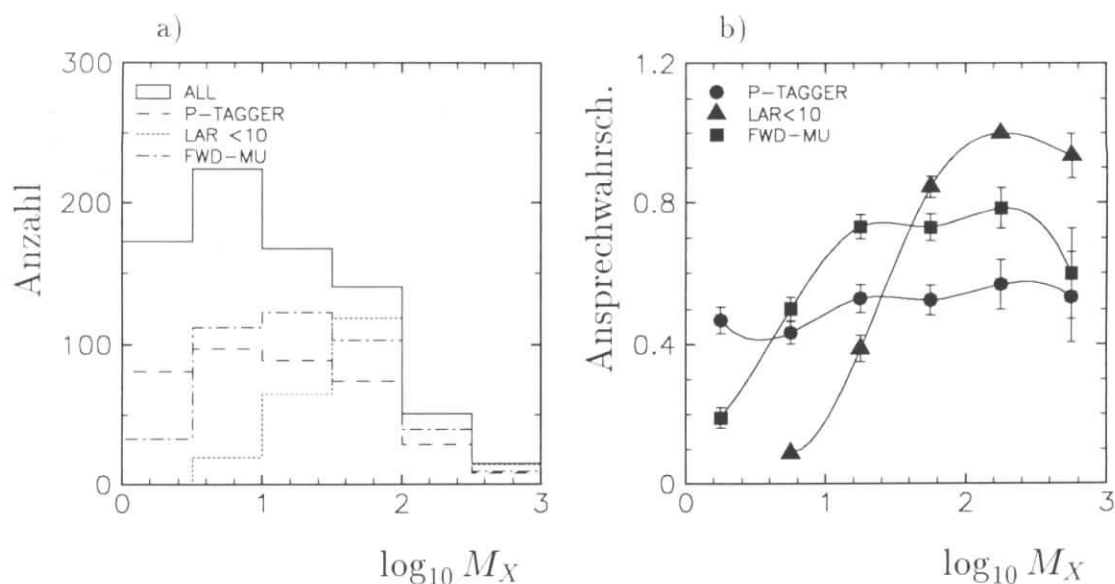 a)
300
200
100
0
0
1
2
3
Anzahl
ALL
P-TAGGER
LAR <10
FWD-MU
log₁₀ M_X
b)
1.2
0.8
0.4
0
0
1
2
3
Ansprechwahrsch.
P-TAGGER
LAR<10
FWD-MU
log₁₀ M_X